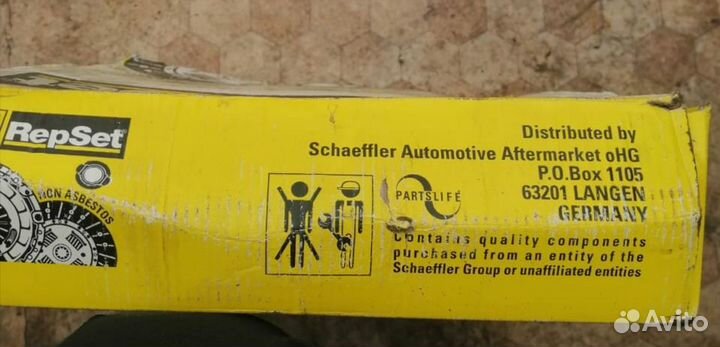 RepSet
NON ASBESTOS
PARTSLIFE
Distributed by
Schaeffler Automotive Aftermarket oHG
P.O.Box 1105
63201 LANGEN
GERMANY
Contains quality components
purchased from an entity of the
Schaeffler Group or unaffiliated entities
Avito